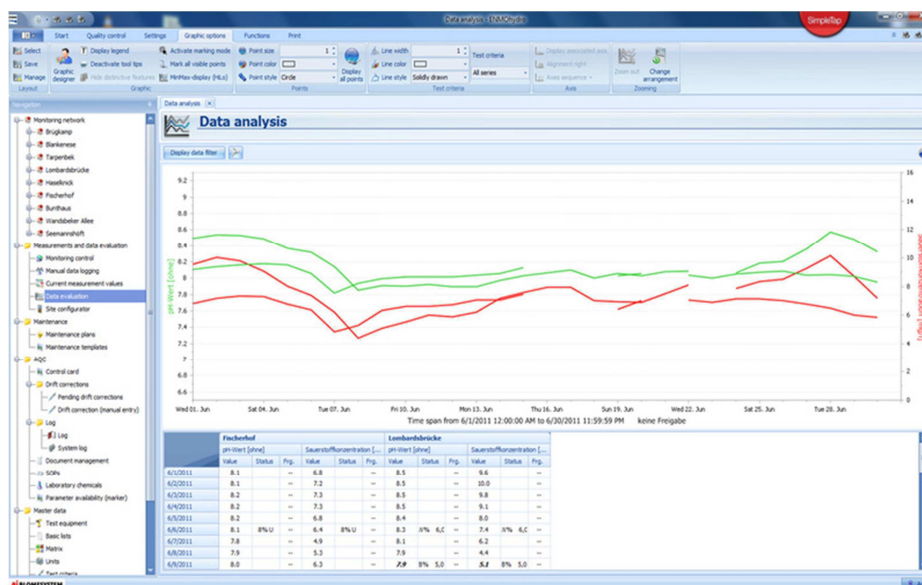 Data analysis - ENMOhydro
SimpleTap
Start Quality control Settings Graphic options Functions Print
Select Display legend Activate marking mode Point size 1 Line width 1 Test criteria Display associated axis
Save Graphic designer Deactivate tool tips Mark all visible points Point color Display all points Line color All series Alignment right Zoom out Change arrangement
Manage Hide distinctive features MinMax-display (HiLo) Point style Circle Line style Solidly drawn Axes sequence
Layout Graphic Points Test criteria Axis Zooming
Navigation
Data analysis
Monitoring network
Brügkamp
Blankenese
Tarpenbek
Lombardsbrücke
Haselknick
Fischerhof
Bunthaus
Wandsbeker Allee
Seemannshöft
Measurements and data evaluation
Monitoring control
Manual data logging
Current measurement values
Data evaluation
Site configurator
Maintenance
Maintenance plans
Maintenance templates
AQC
Control card
Drift corrections
Pending drift corrections
Drift correction (manual entry)
Log
Log
System log
Document management
SOPs
Laboratory chemicals
Parameter availability (marker)
Master data
Test equipment
Basic lists
Matrix
Units
Test criteria
Data analysis
Display data filter
pH-Wert [ohne]
9.2
9
8.8
8.6
8.4
8.2
8
7.8
7.6
7.4
7.2
7
6.8
6.6
16
14
12
10
8
6
4
2
0
Wed 01. Jun Sat 04. Jun Tue 07. Jun Fri 10. Jun Mon 13. Jun Thu 16. Jun Sun 19. Jun Wed 22. Jun Sat 25. Jun Tue 28. Jun
Time span from 6/1/2011 12:00:00 AM to 6/30/2011 11:59:59 PM keine Freigabe
Fischerhof Lombardsbrücke
pH-Wert [ohne] Sauerstoffkonzentration [... pH-Wert [ohne] Sauerstoffkonzentration [...
Value Status Frg. Value Status Frg. Value Status Frg. Value Status Frg.
6/1/2011 8.1 -- 6.8 -- 8.5 -- 9.6 --
6/2/2011 8.1 -- 7.2 -- 8.5 -- 10.0 --
6/3/2011 8.2 -- 7.3 -- 8.5 -- 9.8 --
6/4/2011 8.2 -- 7.3 -- 8.5 -- 9.1 --
6/5/2011 8.2 -- 6.8 -- 8.4 -- 8.0 --
6/6/2011 8.1 8% U -- 6.4 8% U -- 8.3 -- 7.4 --
6/7/2011 7.8 -- 4.9 -- 8.1 -- 6.2 --
6/8/2011 7.9 -- 5.3 -- 7.9 -- 4.4 --
6/9/2011 8.0 -- 6.3 -- 7.9 8% 5,0 -- 5.1 8% 5,0 --